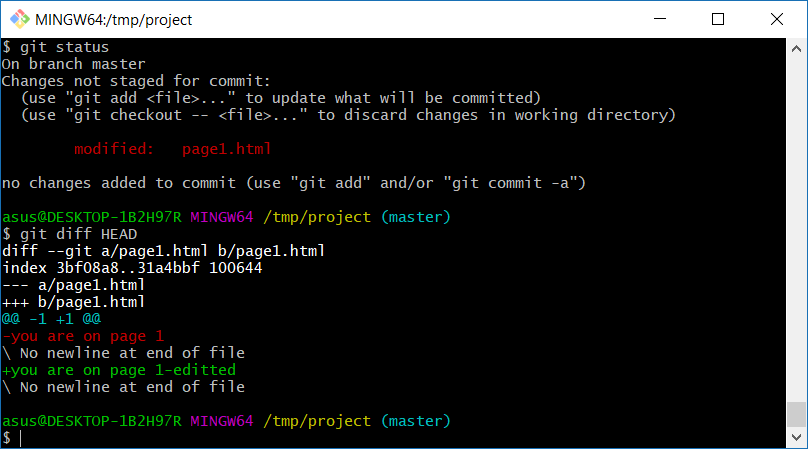 MINGW64:/tmp/project
$ git status
On branch master
Changes not staged for commit:
  (use "git add <file>..." to update what will be committed)
  (use "git checkout -- <file>..." to discard changes in working directory)
        modified:   page1.html
no changes added to commit (use "git add" and/or "git commit -a")
asus@DESKTOP-1B2H97R MINGW64 /tmp/project (master)
$ git diff HEAD
diff --git a/page1.html b/page1.html
index 3bf08a8..31a4bbf 100644
--- a/page1.html
+++ b/page1.html
@@ -1 +1 @@
-you are on page 1
\ No newline at end of file
+you are on page 1-editted
\ No newline at end of file
asus@DESKTOP-1B2H97R MINGW64 /tmp/project (master)
$